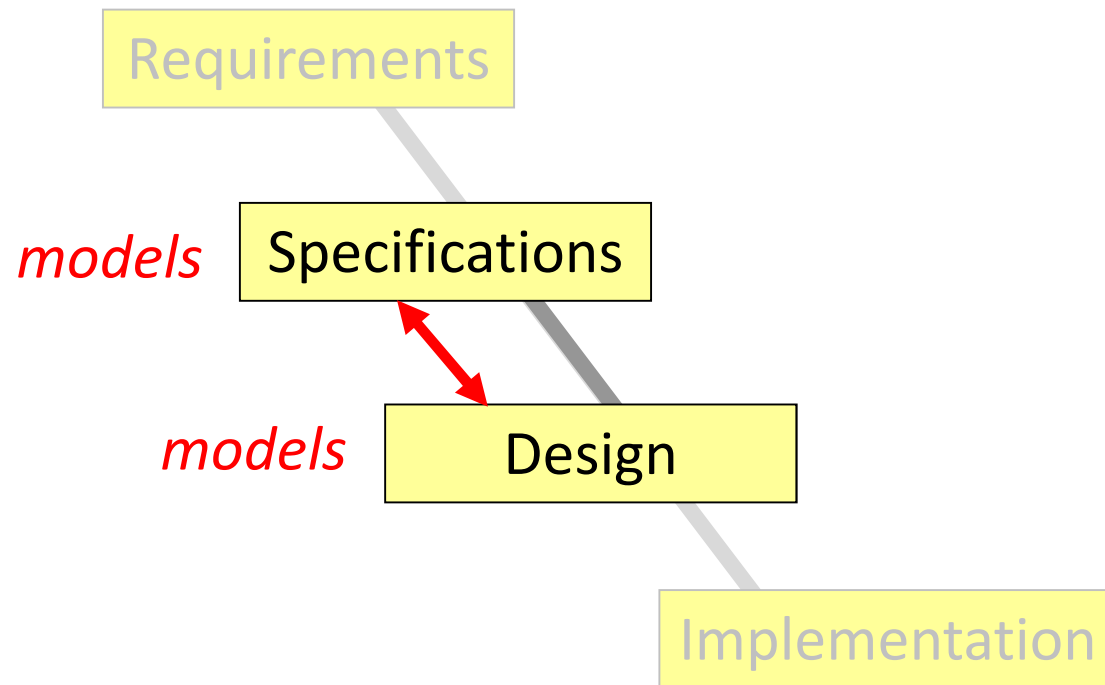 Requirements
models
Specifications
models
Design
Implementation